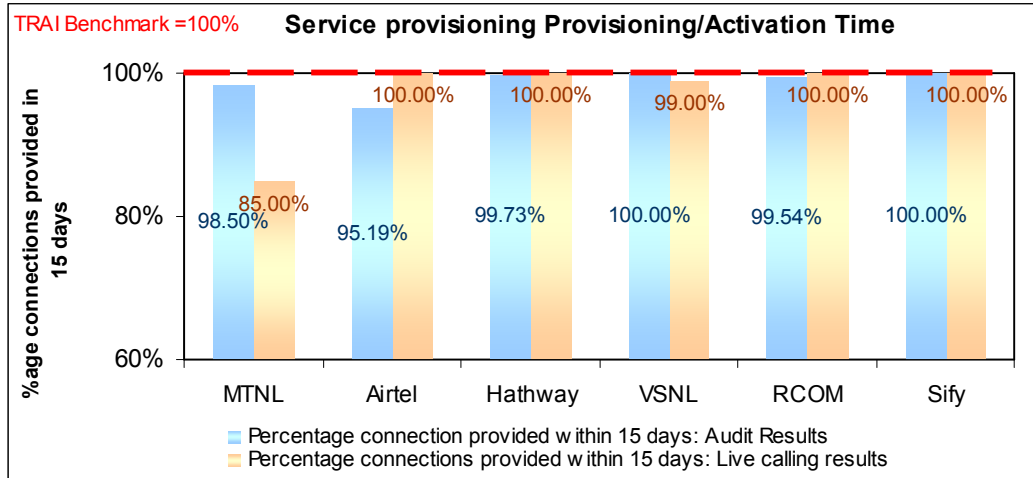 TRAI Benchmark =100%
Service provisioning Provisioning/Activation Time
%age connections provided in
15 days
100%
80%
60%
98.50%
85.00%
95.19%
100.00%
99.73%
100.00%
100.00%
99.00%
99.54%
100.00%
100.00%
100.00%
MTNL
Airtel
Hathway
VSNL
RCOM
Sify
Percentage connection provided within 15 days: Audit Results
Percentage connections provided within 15 days: Live calling results